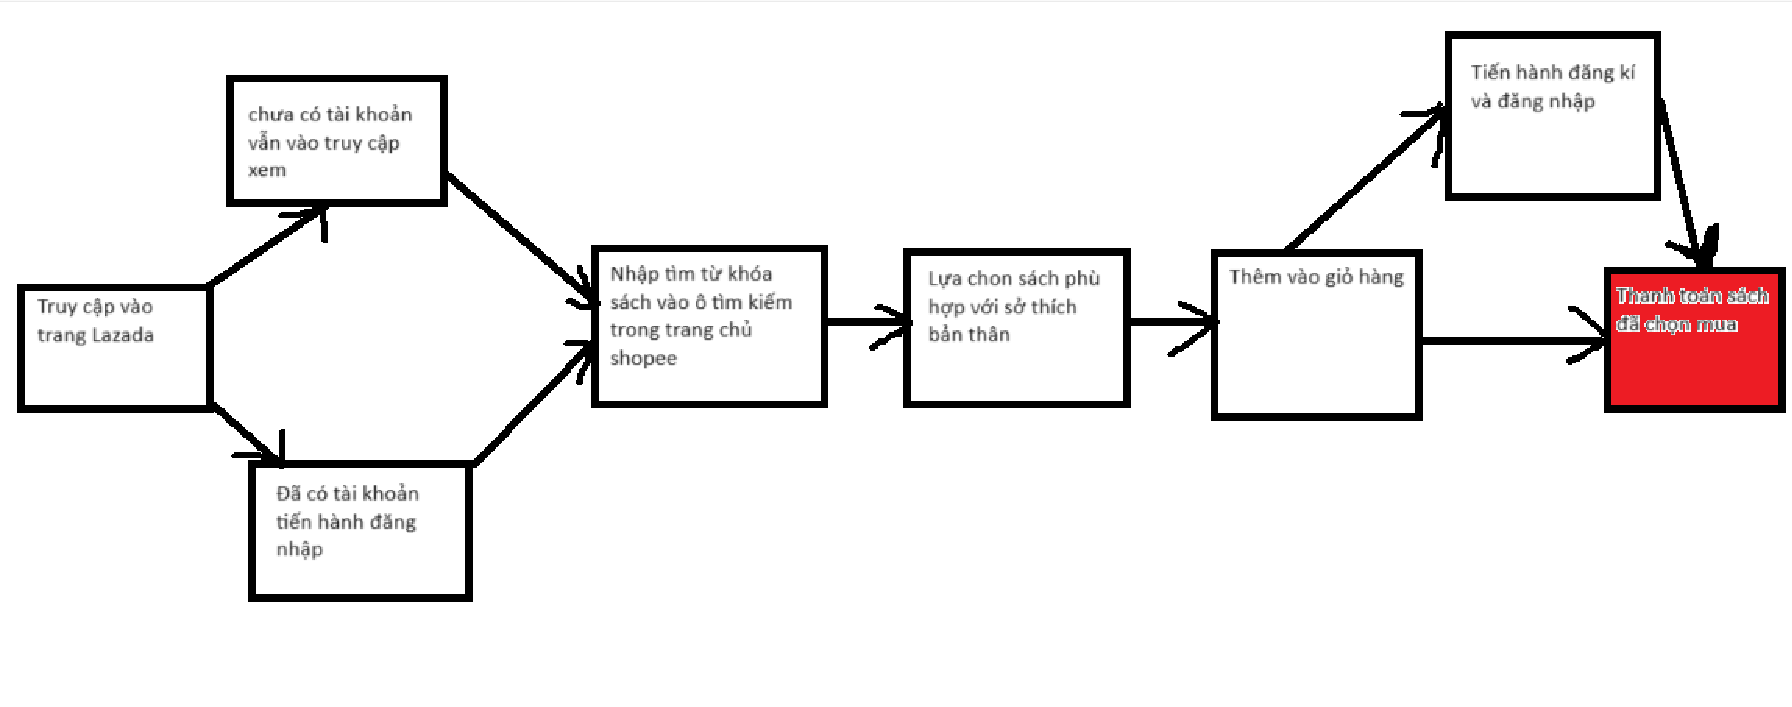 Truy cập vào
trang Lazada
chưa có tài khoản
vẫn vào truy cập
xem
Đã có tài khoản
tiến hành đăng
nhập
Nhập tìm từ khóa
sách vào ô tìm kiếm
trong trang chủ
shopee
Lựa chon sách phù
hợp với sở thích
bản thân
Thêm vào giỏ hàng
Tiến hành đăng kí
và đăng nhập
Thanh toán sách
đã chọn mua